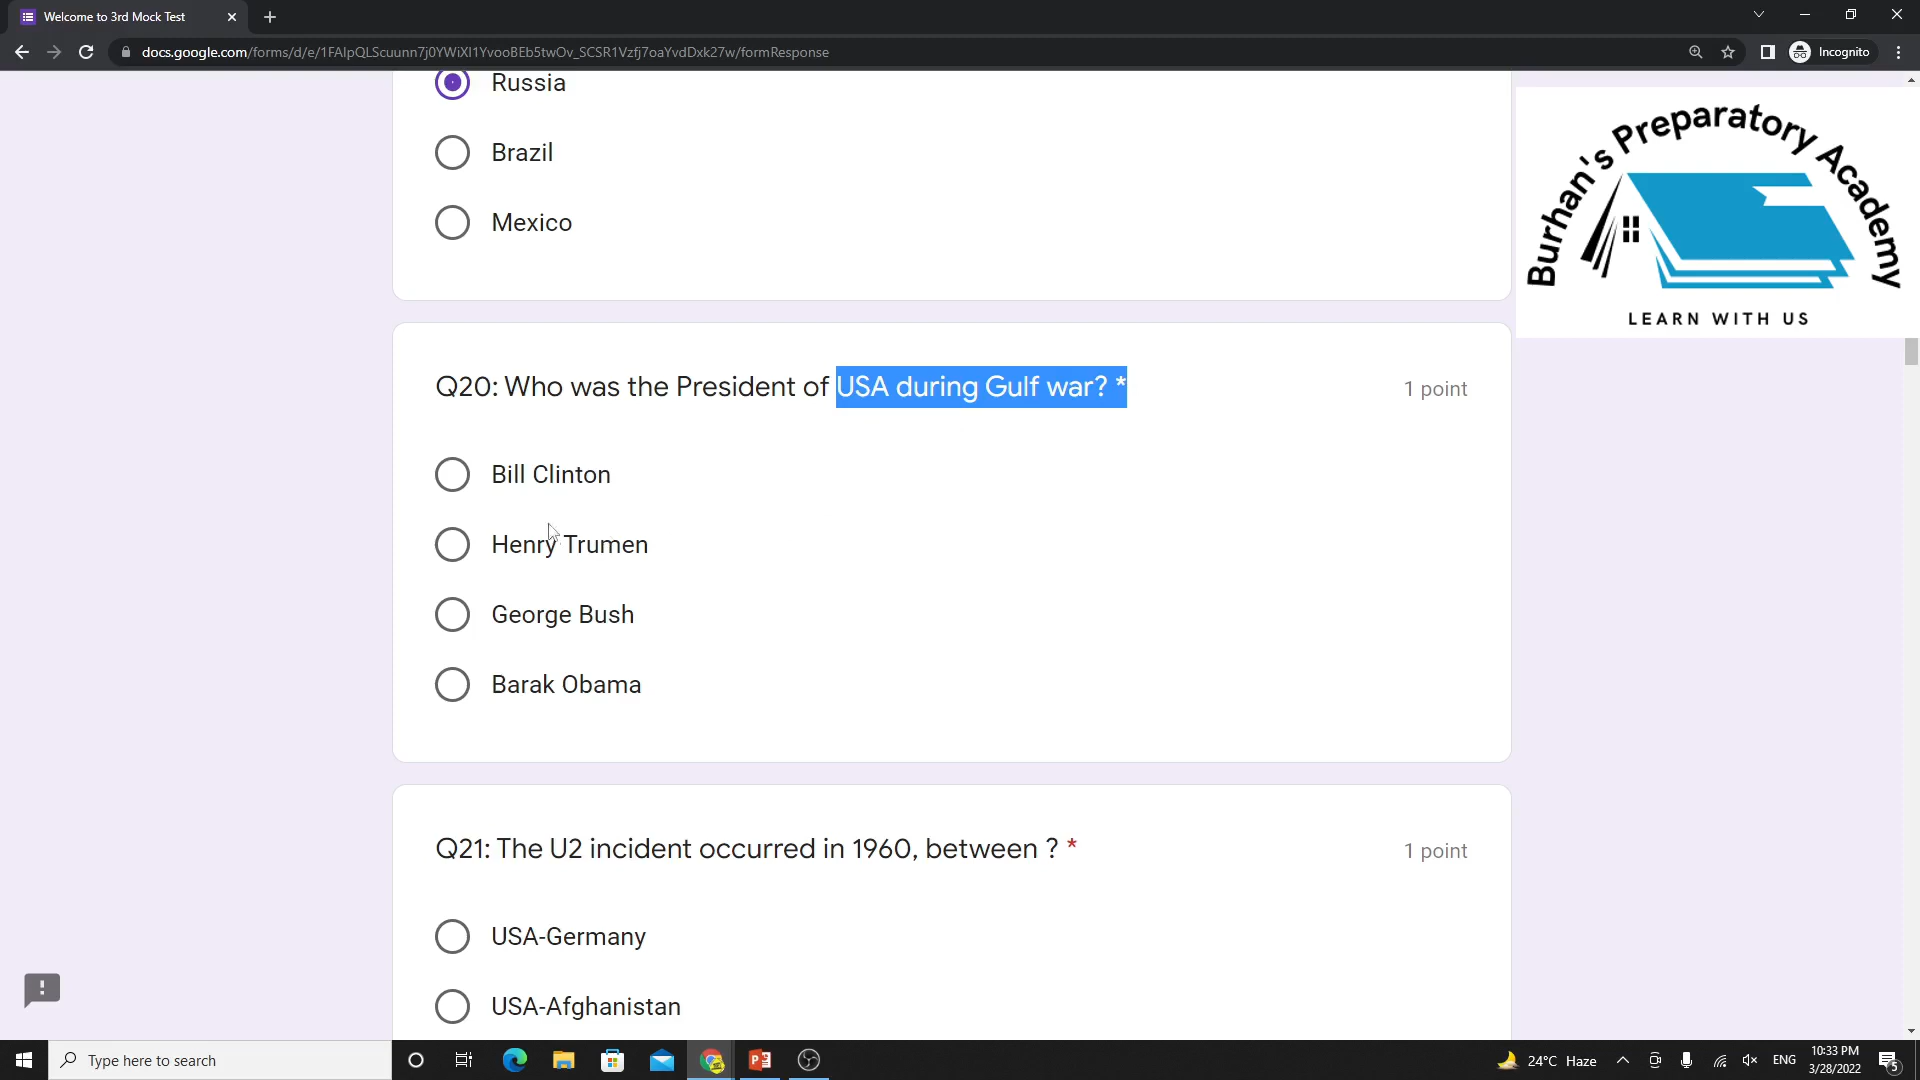 Welcome to 3rd Mock Test
docs.google.com/forms/d/e/1FAIpQLScuunn7j0YWiXl1YvooBEb5twOv_SCSR1Vzfj7oaYvdDxk27w/formResponse
Incognito
Russia
Brazil
Mexico
Burhan's Preparatory Academy
LEARN WITH US
Q20: Who was the President of USA during Gulf war? *
1 point
Bill Clinton
Henry Trumen
George Bush
Barak Obama
Q21: The U2 incident occurred in 1960, between ? *
1 point
USA-Germany
USA-Afghanistan
Type here to search
24°C Haze
ENG
10:33 PM
3/28/2022
5